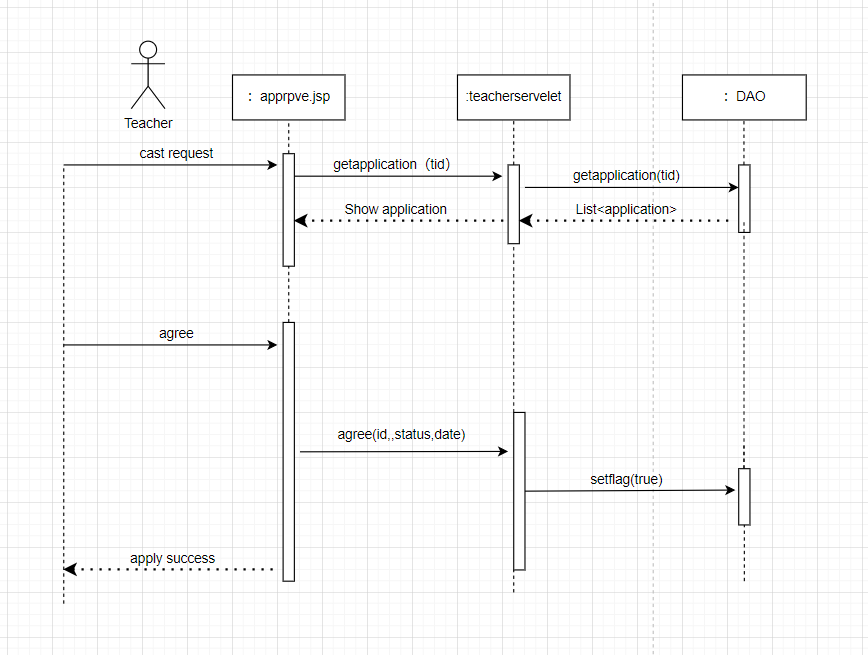 : apprpve.jsp
:teacherservelet
: DAO
Teacher
cast request
getapplication（tid）
getapplication(tid)
Show application
List<application>
agree
agree(id,,status,date)
setflag(true)
apply success